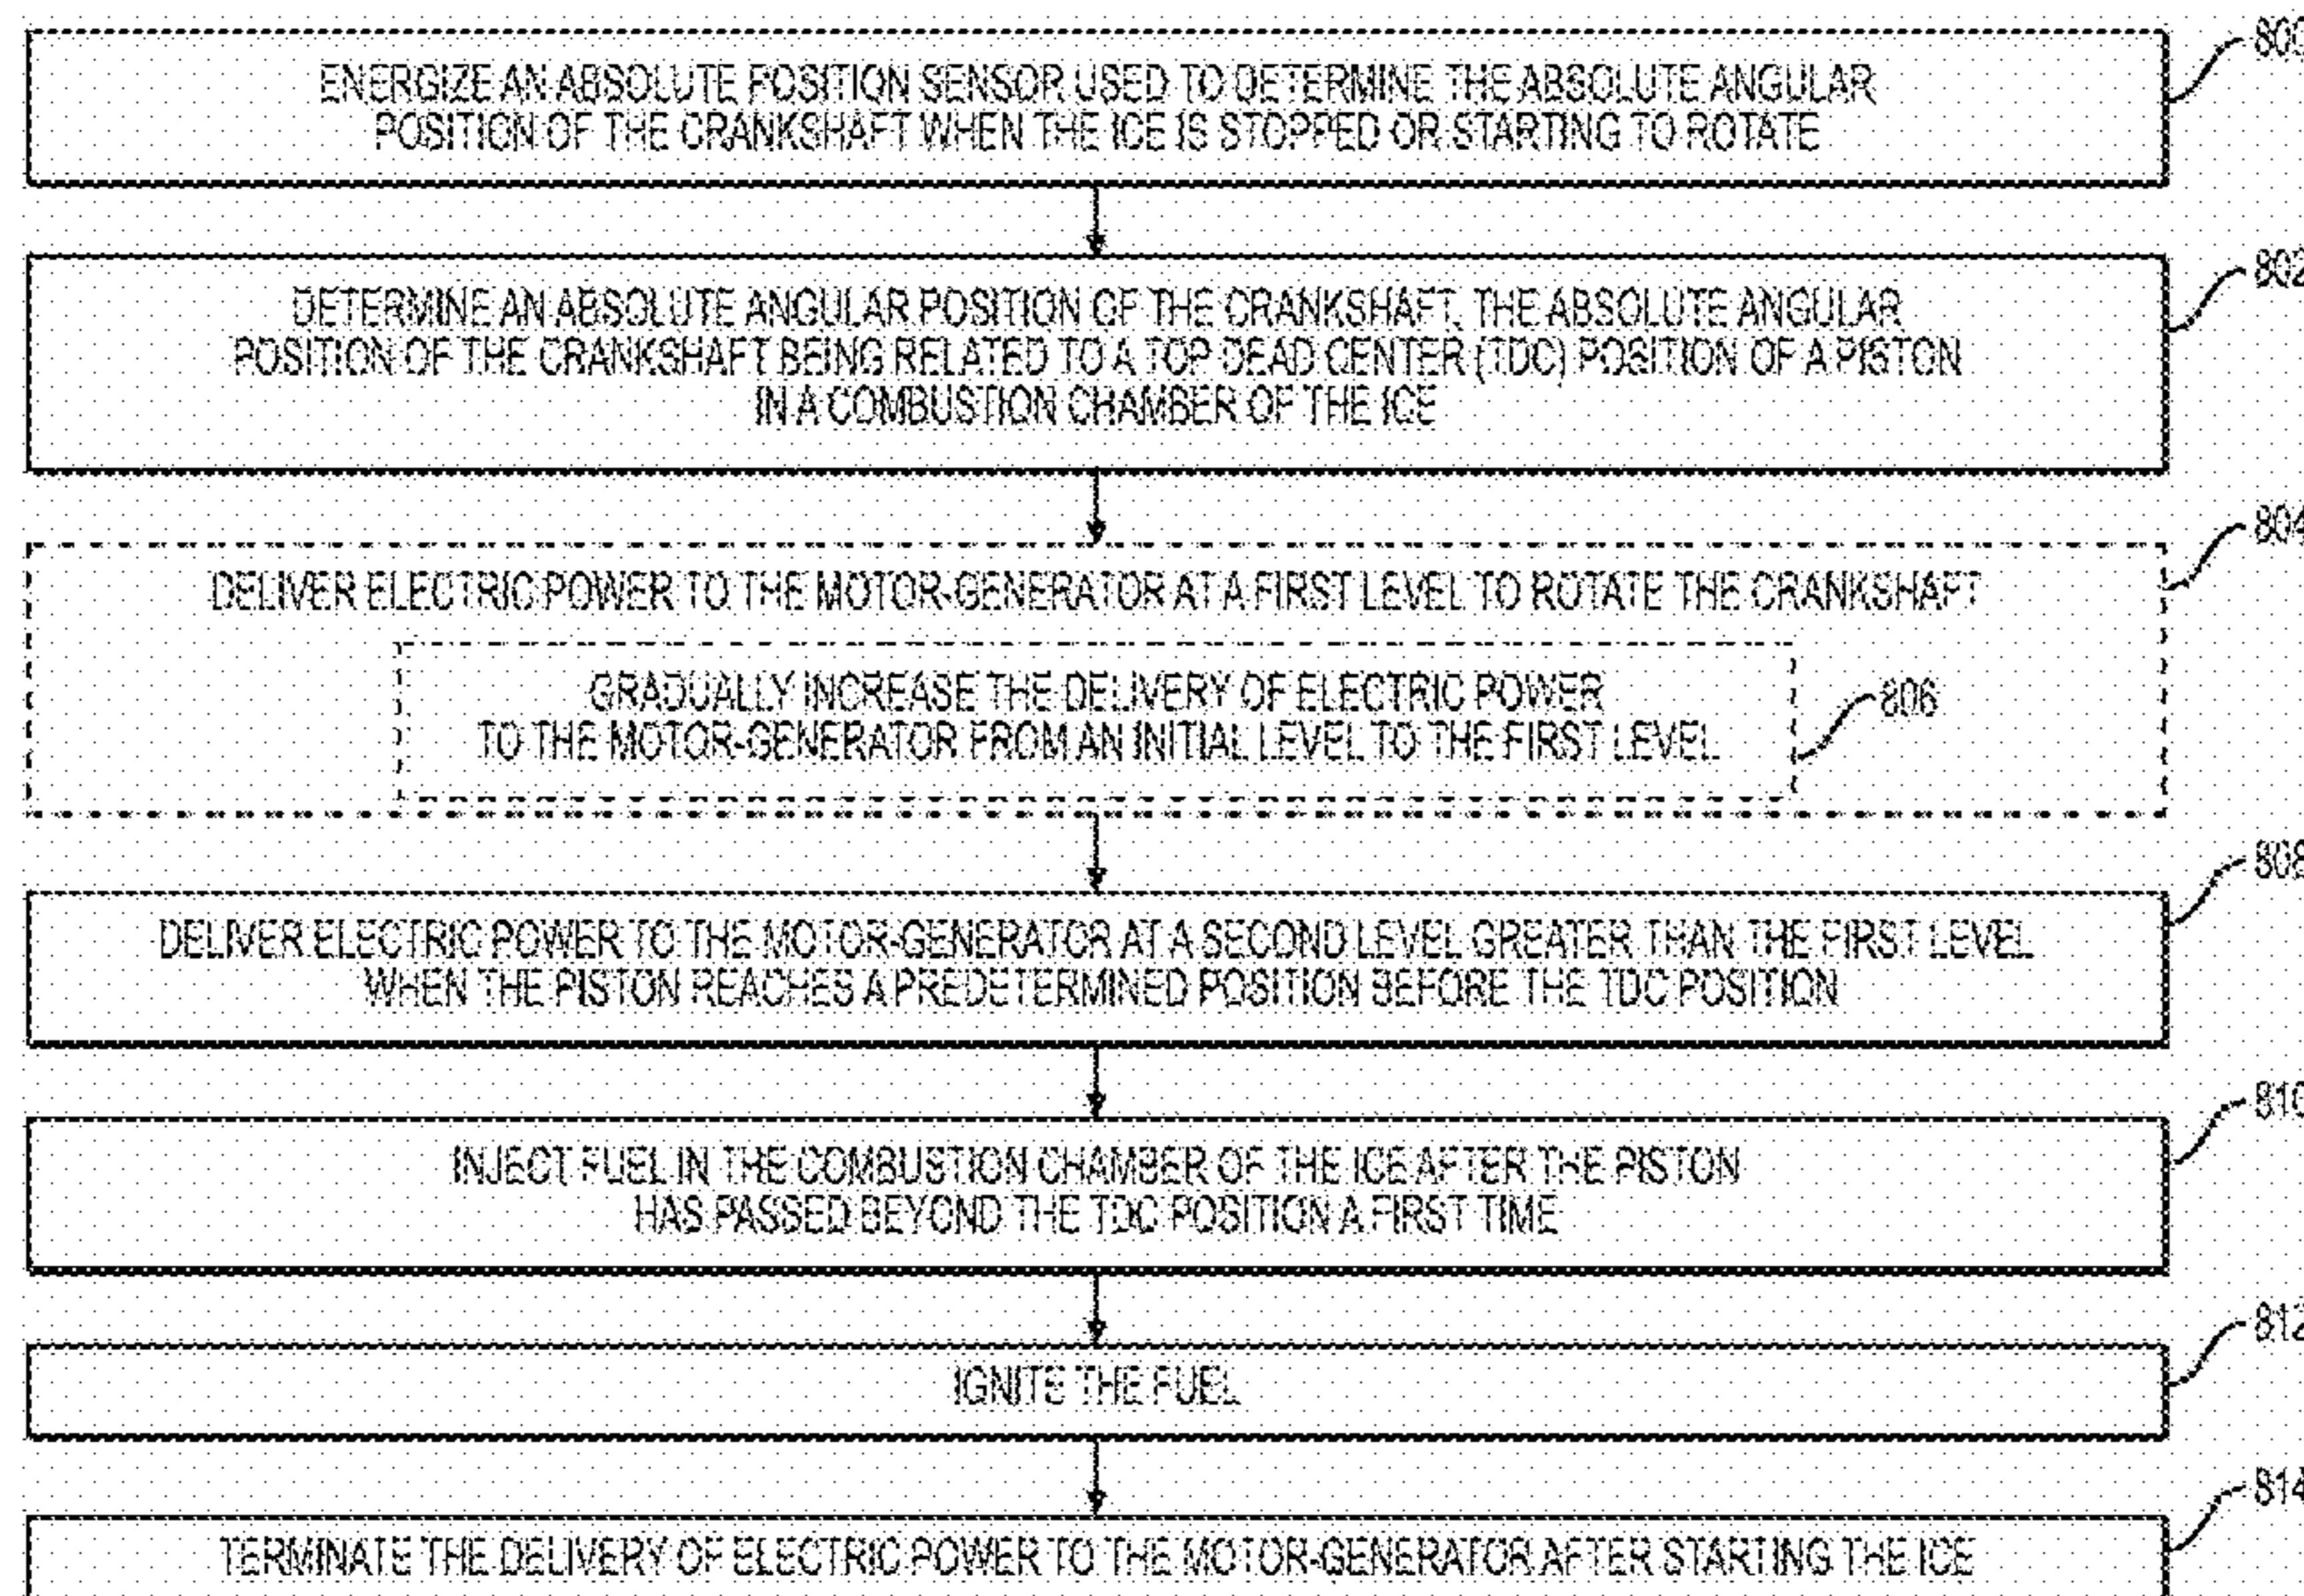 800
ENERGIZE AN ABSOLUTE POSITION SENSOR USED TO DETERMINE THE ABSOLUTE ANGULAR
POSITION OF THE CRANKSHAFT WHEN THE ICE IS STOPPED OR STARTING TO ROTATE
802
DETERMINE AN ABSOLUTE ANGULAR POSITION OF THE CRANKSHAFT, THE ABSOLUTE ANGULAR
POSITION OF THE CRANKSHAFT BEING RELATED TO A TOP DEAD CENTER (TDC) POSITION OF A PISTON
IN A COMBUSTION CHAMBER OF THE ICE
804
DELIVER ELECTRIC POWER TO THE MOTOR-GENERATOR AT A FIRST LEVEL TO ROTATE THE CRANKSHAFT
GRADUALLY INCREASE THE DELIVERY OF ELECTRIC POWER
TO THE MOTOR-GENERATOR FROM AN INITIAL LEVEL TO THE FIRST LEVEL
806
808
DELIVER ELECTRIC POWER TO THE MOTOR-GENERATOR AT A SECOND LEVEL GREATER THAN THE FIRST LEVEL
WHEN THE PISTON REACHES A PREDETERMINED POSITION BEFORE THE TDC POSITION
810
INJECT FUEL IN THE COMBUSTION CHAMBER OF THE ICE AFTER THE PISTON
HAS PASSED BEYOND THE TDC POSITION A FIRST TIME
812
IGNITE THE FUEL
814
TERMINATE THE DELIVERY OF ELECTRIC POWER TO THE MOTOR-GENERATOR AFTER STARTING THE ICE